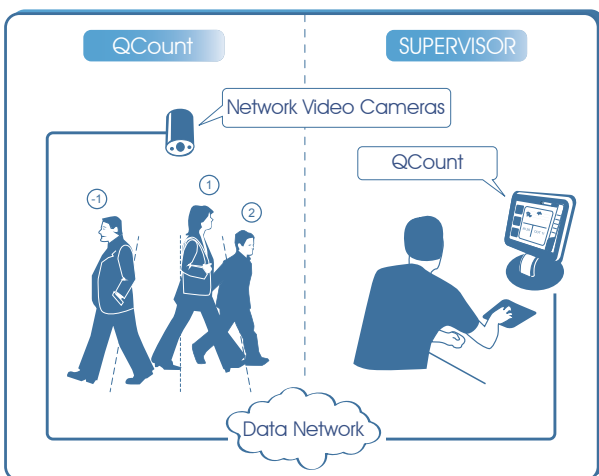 QCount
SUPERVISOR
Network Video Cameras
QCount
-1
1
2
Data Network